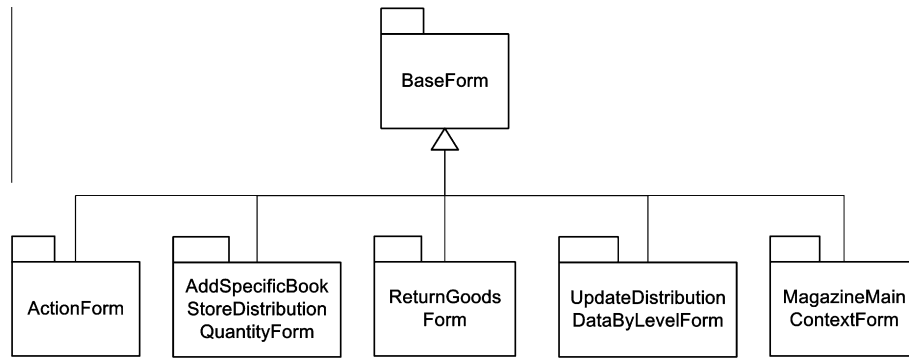 BaseForm
ActionForm
AddSpecificBook
StoreDistribution
QuantityForm
ReturnGoods
Form
UpdateDistribution
DataByLevelForm
MagazineMain
ContextForm